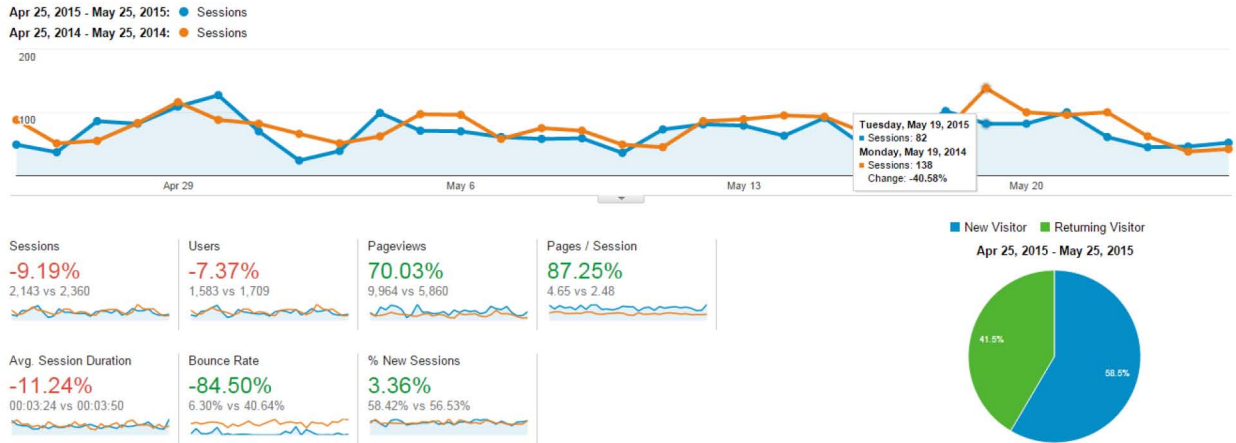 Apr 25, 2015 - May 25, 2015: Sessions
Apr 25, 2014 - May 25, 2014: Sessions
200
100
Tuesday, May 19, 2015
Sessions: 82
Monday, May 19, 2014
Sessions: 138
Change: -40.58%
Apr 29 May 6 May 13 May 20
New Visitor Returning Visitor
Apr 25, 2015 - May 25, 2015
41.5%
58.5%
Sessions Users Pageviews Pages / Session
-9.19% -7.37% 70.03% 87.25%
2,143 vs 2,360 1,583 vs 1,709 9,964 vs 5,860 4.65 vs 2.48
Avg. Session Duration Bounce Rate % New Sessions
-11.24% -84.50% 3.36%
00:03:24 vs 00:03:50 6.30% vs 40.64% 58.42% vs 56.53%